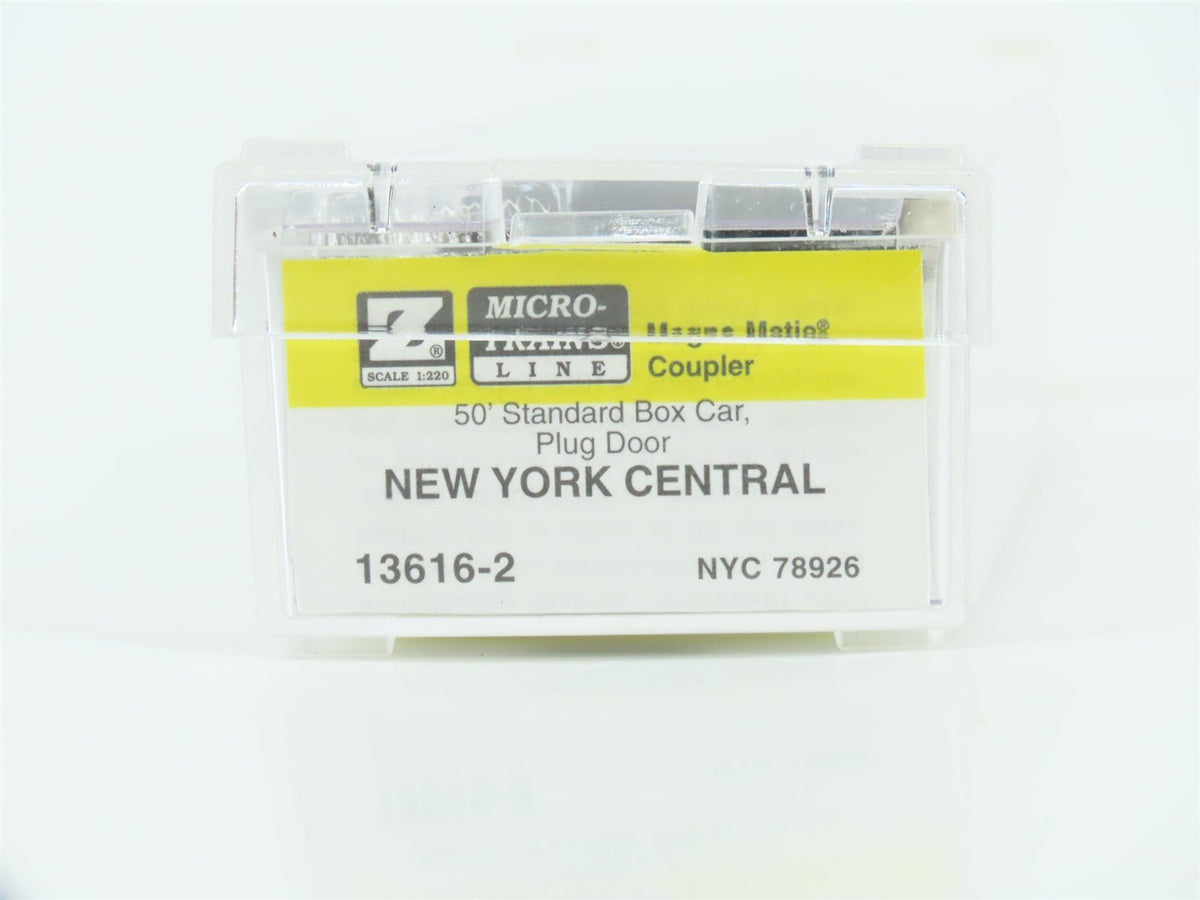 Z®
SCALE 1:220
MICRO-
TRAINS®
LINE
Magne-Matic®
Coupler
50' Standard Box Car,
Plug Door
NEW YORK CENTRAL
13616-2 NYC 78926